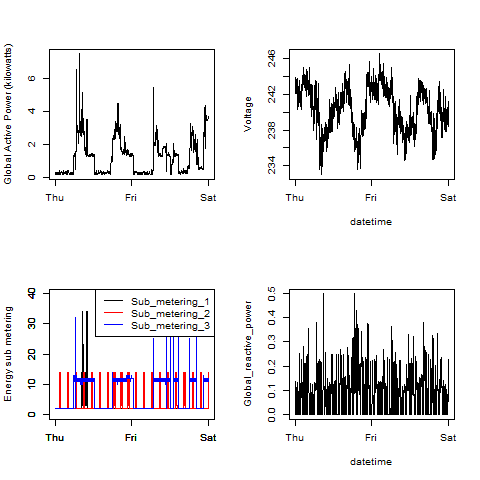 Global Active Power (kilowatts)
0 2 4 6
Thu Fri Sat
Voltage
234 238 242 246
Thu Fri Sat
datetime
Energy sub metering
0 10 20 30 40
Sub_metering_1
Sub_metering_2
Sub_metering_3
Thu Fri Sat
Global_reactive_power
0.0 0.1 0.2 0.3 0.4 0.5
Thu Fri Sat
datetime